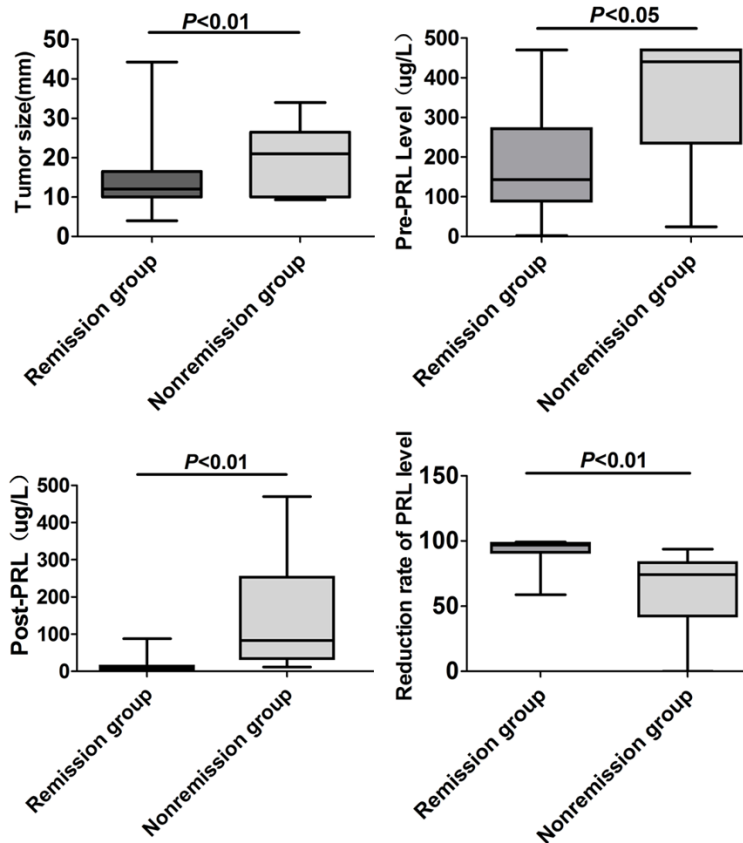 P<0.01
Tumor size(mm)
50
40
30
20
10
0
Remission group
Nonremission group
P<0.05
Pre-PRL Level（ug/L）
500
400
300
200
100
0
Remission group
Nonremission group
P<0.01
Post-PRL（ug/L）
500
400
300
200
100
0
Remission group
Nonremission group
P<0.01
Reduction rate of PRL level
150
100
50
0
Remission group
Nonremission group